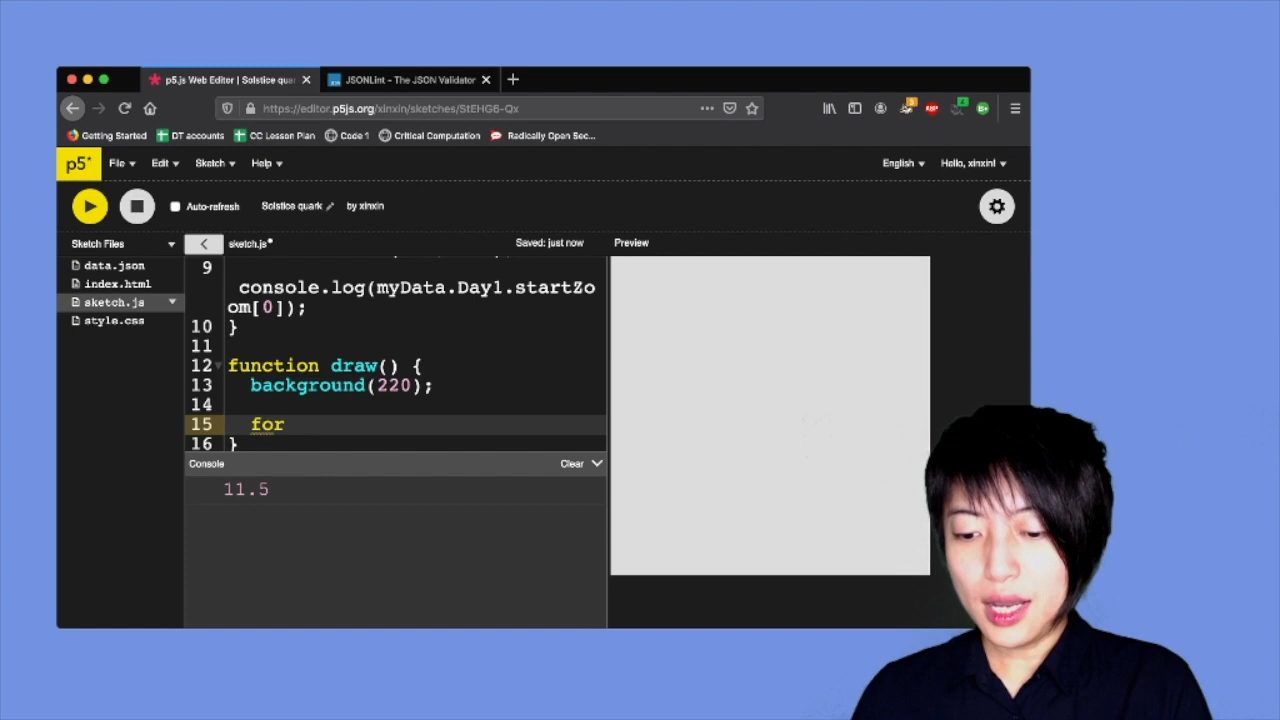 p5.js Web Editor | Solstice qua
JSONLint - The JSON Validator
https://editor.p5js.org/xinxin/sketches/StEHG6-Qx
Getting Started DT accounts CC Lesson Plan Code 1 Critical Computation Radically Open Sec...
p5* File Edit Sketch Help English Hello, xinxin!
Auto-refresh Solstice quark by xinxin
Sketch Files sketch.js Saved: just now Preview
data.json
index.html
sketch.js
style.css
9
console.log(myData.Day1.startZo
om[0]);
10 }
11
12 function draw() {
13 background(220);
14
15 for
16 }
Console Clear
11.5